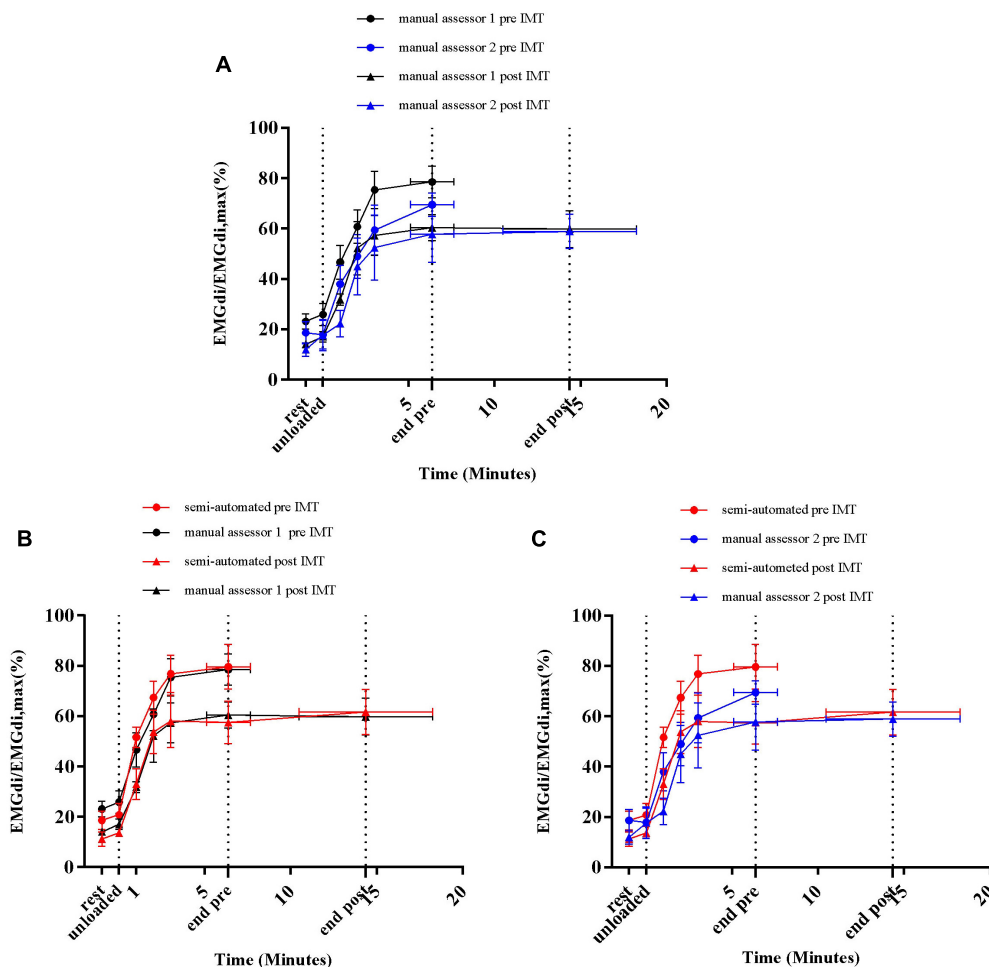 manual assessor 1 pre IMT
manual assessor 2 pre IMT
A
manual assessor 1 post IMT
manual assessor 2 post IMT
EMGdi/EMGdi,max(%)
100
80
60
40
20
0
rest
unloaded
5
end pre
10
end post
15
20
Time (Minutes)
B
semi-automated pre IMT
manual assessor 1 pre IMT
semi-automated post IMT
manual assessor 1 post IMT
EMGdi/EMGdi,max(%)
100
80
60
40
20
0
rest
unloaded
1
5
end pre
10
end post
15
20
Time (Minutes)
C
semi-automated pre IMT
manual assessor 2 pre IMT
semi-autometed post IMT
manual assessor 2 post IMT
EMGdi/EMGdi,max(%)
100
80
60
40
20
0
rest
unloaded
5
end pre
10
end post
15
20
Time (Minutes)